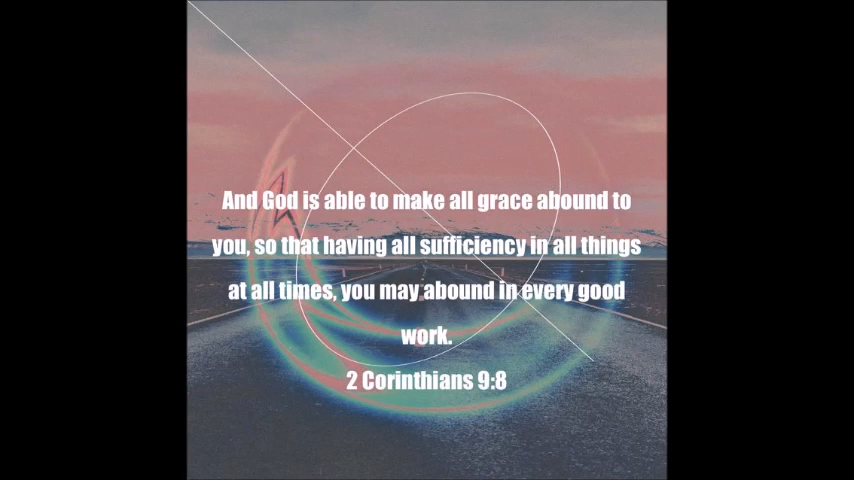 And God is able to make all grace abound to
you, so that having all sufficiency in all things
at all times, you may abound in every good
work.
2 Corinthians 9:8